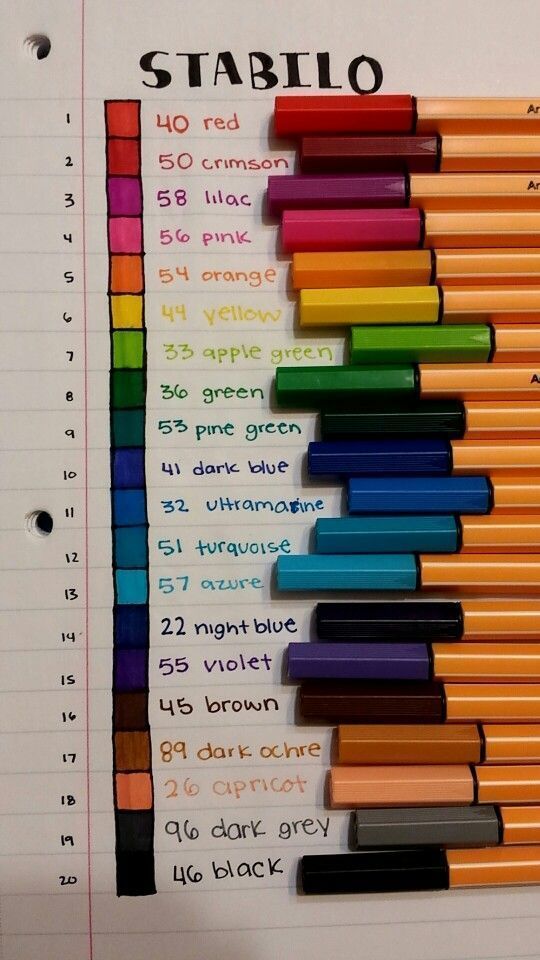 STABILO
1 40 red Ar
2 50 crimson
3 58 lilac Ar
4 56 pink
5 54 orange
6 44 yellow
7 33 apple green
8 36 green Ar
9 53 pine green
10 41 dark blue
11 32 ultramarine
12 51 turquoise
13 57 azure
14 22 night blue
15 55 violet
16 45 brown
17 89 dark ochre
18 26 apricot
19 96 dark grey
20 46 black